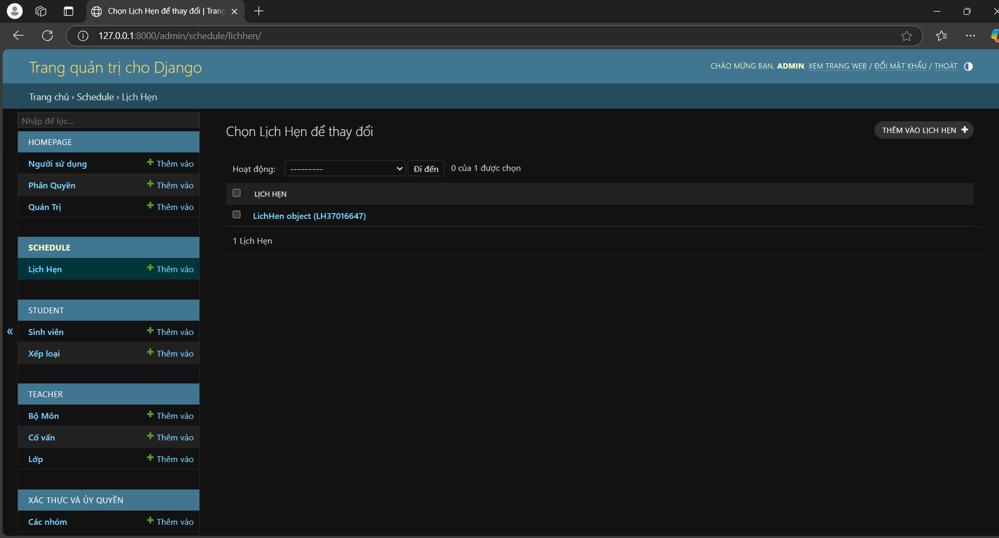 Chọn Lịch Hẹn để thay đổi | Trang
127.0.0.1:8000/admin/schedule/lichhen/
Trang quản trị cho Django
CHÀO MỪNG BẠN, ADMIN. XEM TRANG WEB / ĐỔI MẬT KHẨU / THOÁT
Trang chủ › Schedule › Lịch Hẹn
Nhập để lọc...
HOMEPAGE
Người sử dụng Thêm vào
Phân Quyền Thêm vào
Quản Trị Thêm vào
SCHEDULE
Lịch Hẹn Thêm vào
STUDENT
Sinh viên Thêm vào
Xếp loại Thêm vào
TEACHER
Bộ Môn Thêm vào
Cố vấn Thêm vào
Lớp Thêm vào
XÁC THỰC VÀ ỦY QUYỀN
Các nhóm Thêm vào
«
Chọn Lịch Hẹn để thay đổi
THÊM VÀO LỊCH HẸN
Hoạt động: --------- Đi đến 0 của 1 được chọn
LỊCH HẸN
LichHen object (LH37016647)
1 Lịch Hẹn